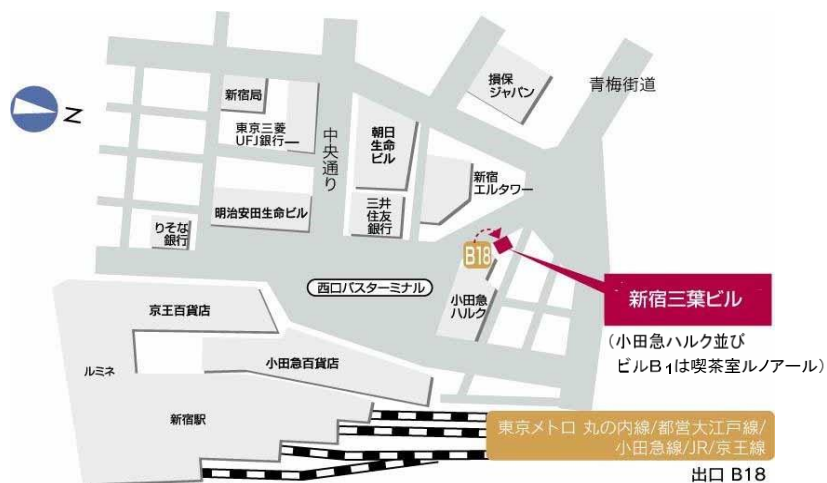 損保
ジャパン
青梅街道
新宿局
N
東京三菱
UFJ銀行
中央通り
朝日
生命
ビル
新宿
エルタワー
明治安田生命ビル
三井
住友
銀行
りそな
銀行
B18
西口バスターミナル
小田急
ハルク
新宿三葉ビル
(小田急ハルク並び
ビルB1は喫茶室ルノアール)
京王百貨店
小田急百貨店
ルミネ
新宿駅
東京メトロ 丸の内線/都営大江戸線/
小田急線/JR/京王線
出口 B18